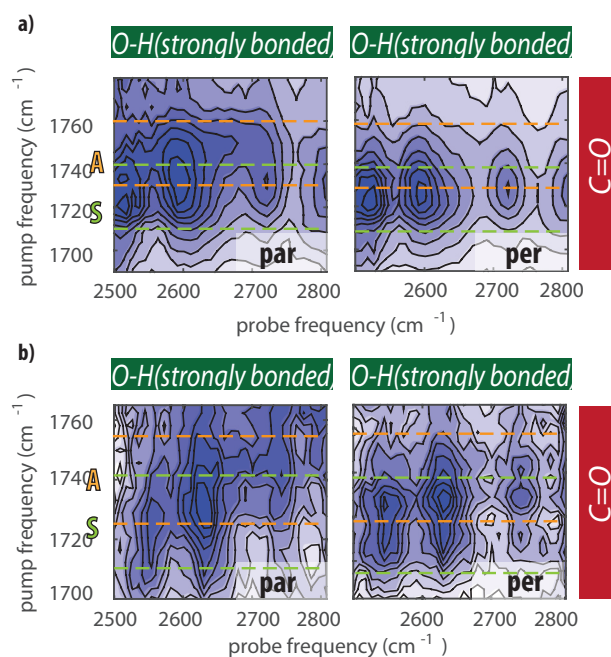 a)
O-H(strongly bonded)
O-H(strongly bonded)
pump frequency (cm -1)
1760
1740
1720
1700
A
S
par
per
C=O
2500 2600 2700 2800
2600 2700 2800
probe frequency (cm -1)
b)
O-H(strongly bonded)
O-H(strongly bonded)
pump frequency (cm -1)
1760
1740
1720
1700
A
S
par
per
C=O
2500 2600 2700 2800
2600 2700 2800
probe frequency (cm -1)